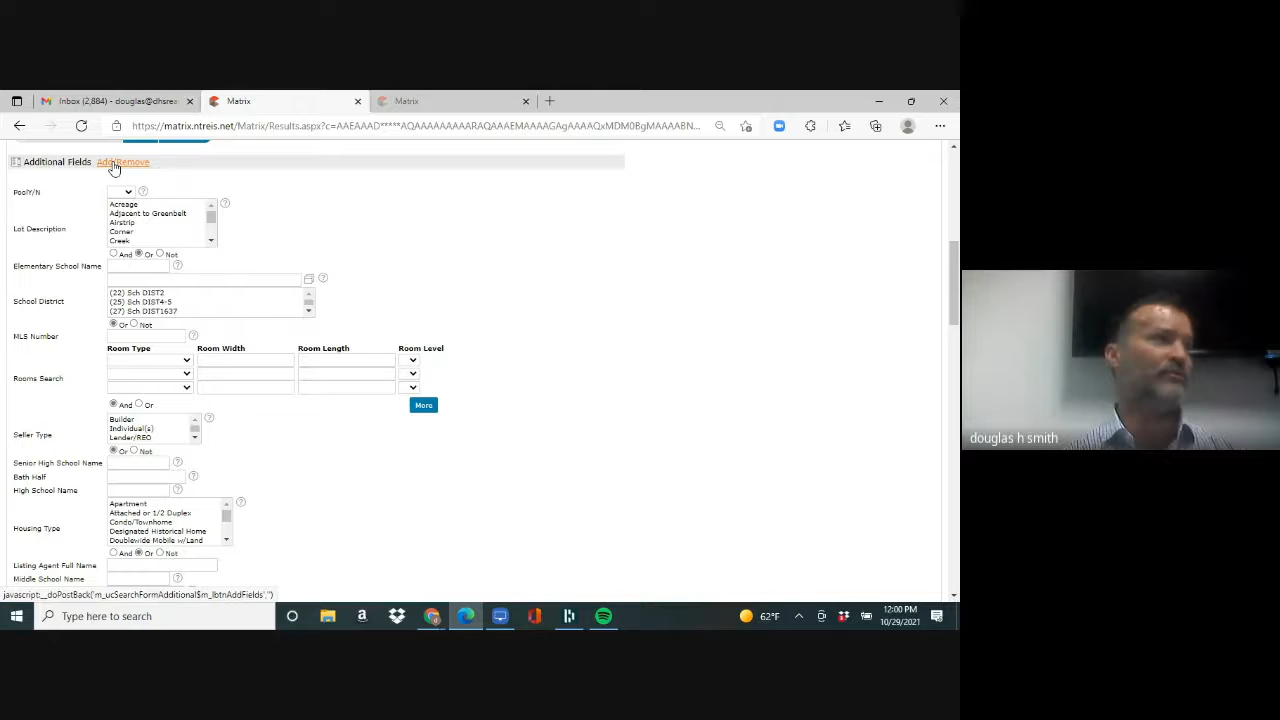 Inbox (2,884) - douglas@dhsrea
Matrix
Matrix
https://matrix.ntreis.net/Matrix/Results.aspx?c=AAEAAAD*****AQAAAAAAAAARAQAAAEMAAAAGAgAAAAQxMDM0BgMAAAABN...
Additional Fields Add/Remove
PoolY/N
Acreage
Adjacent to Greenbelt
Airstrip
Lot Description
Corner
Creek
And Or Not
Elementary School Name
(22) Sch DIST2
School District
(25) Sch DIST4-5
(27) Sch DIST1637
Or Not
MLS Number
Room Type Room Width Room Length Room Level
Rooms Search
And Or
More
Builder
Individual(s)
Seller Type
Lender/REO
Or Not
Senior High School Name
Bath Half
High School Name
Apartment
Attached or 1/2 Duplex
Condo/Townhome
Housing Type
Designated Historical Home
Doublewide Mobile w/Land
And Or Not
Listing Agent Full Name
Middle School Name
javascript:__doPostBack('m_ucSearchFormAdditional$m_lbtnAddFields','')
Type here to search
62°F
12:00 PM
10/29/2021
douglas h smith